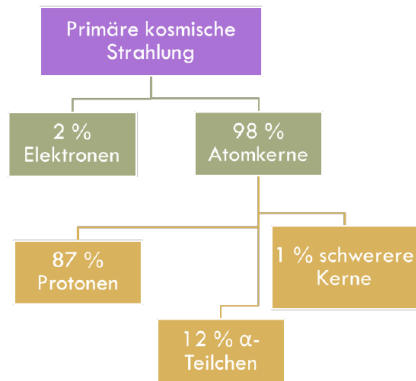 Primäre kosmische
Strahlung
2 %
Elektronen
98 %
Atomkerne
87 %
Protonen
1 % schwerere
Kerne
12 % α-
Teilchen